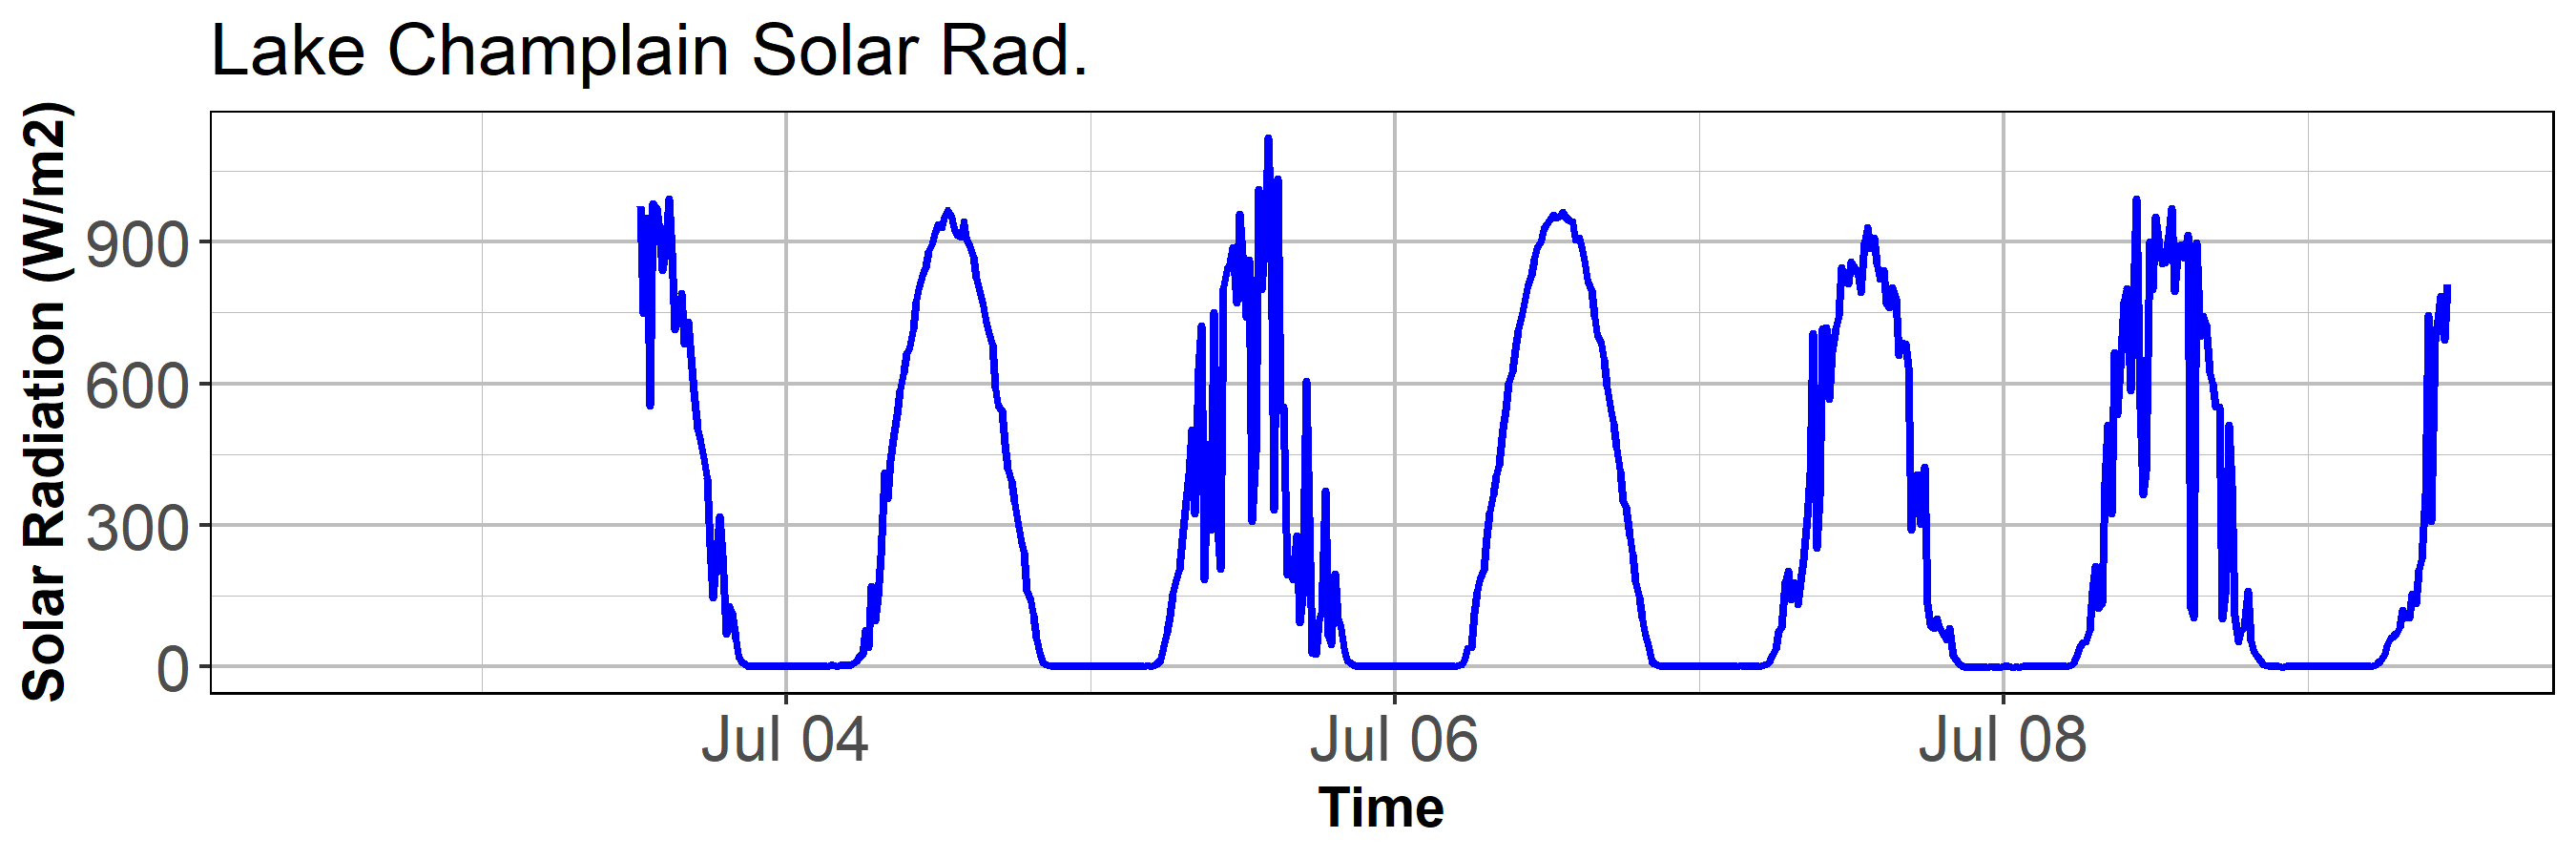 Lake Champlain Solar Rad.
Solar Radiation (W/m2)
900
600
300
0
Jul 04 Jul 06 Jul 08
Time